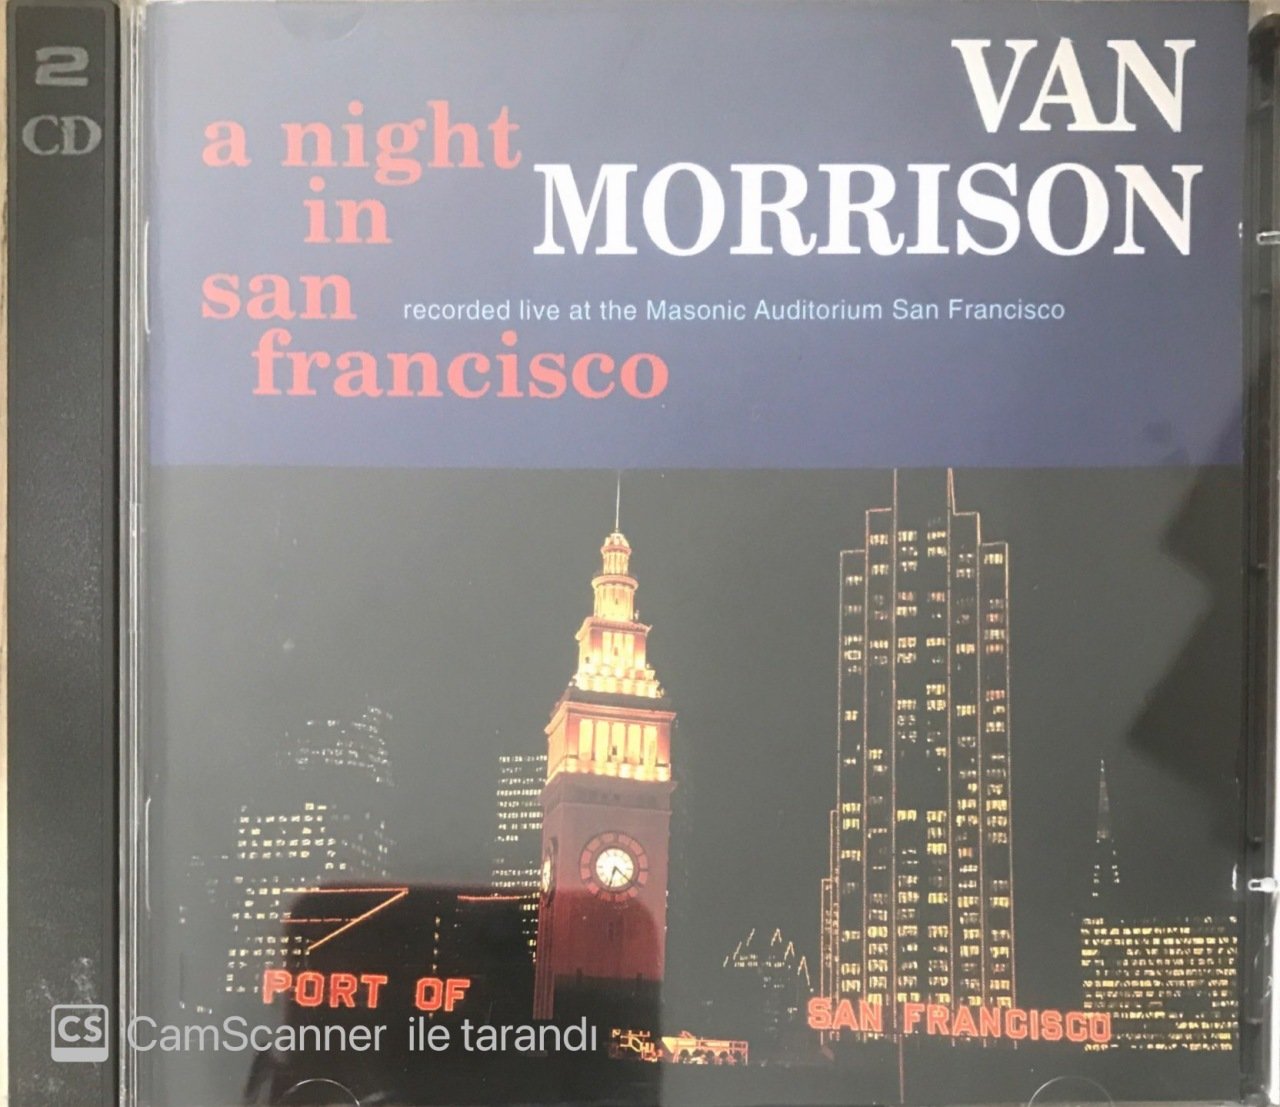 2
CD
VAN
MORRISON
a night
in
san
francisco
recorded live at the Masonic Auditorium San Francisco
PORT OF
SAN FRANCISCO
CS CamScanner ile tarandı